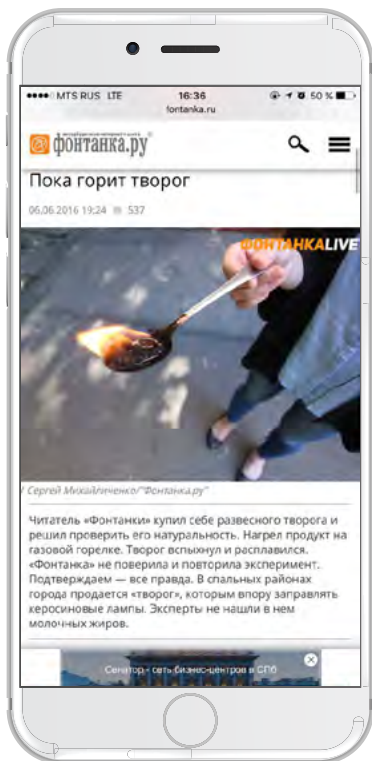 MTS RUS LTE 16:36 50 %
fontanka.ru
фонтанка.ру
Пока горит творог
06.06.2016 19:24 537
ФОНТАНКАLIVE
/ Сергей Михайличенко/"Фонтанка.ру"
Читатель «Фонтанки» купил себе развесного творога и
решил проверить его натуральность. Нагрел продукт на
газовой горелке. Творог вспыхнул и расплавился.
«Фонтанка» не поверила и повторила эксперимент.
Подтверждаем — все правда. В спальных районах
города продается «творог», которым впору заправлять
керосиновые лампы. Эксперты не нашли в нем
молочных жиров.
Сенатор - сеть бизнес-центров в СПб